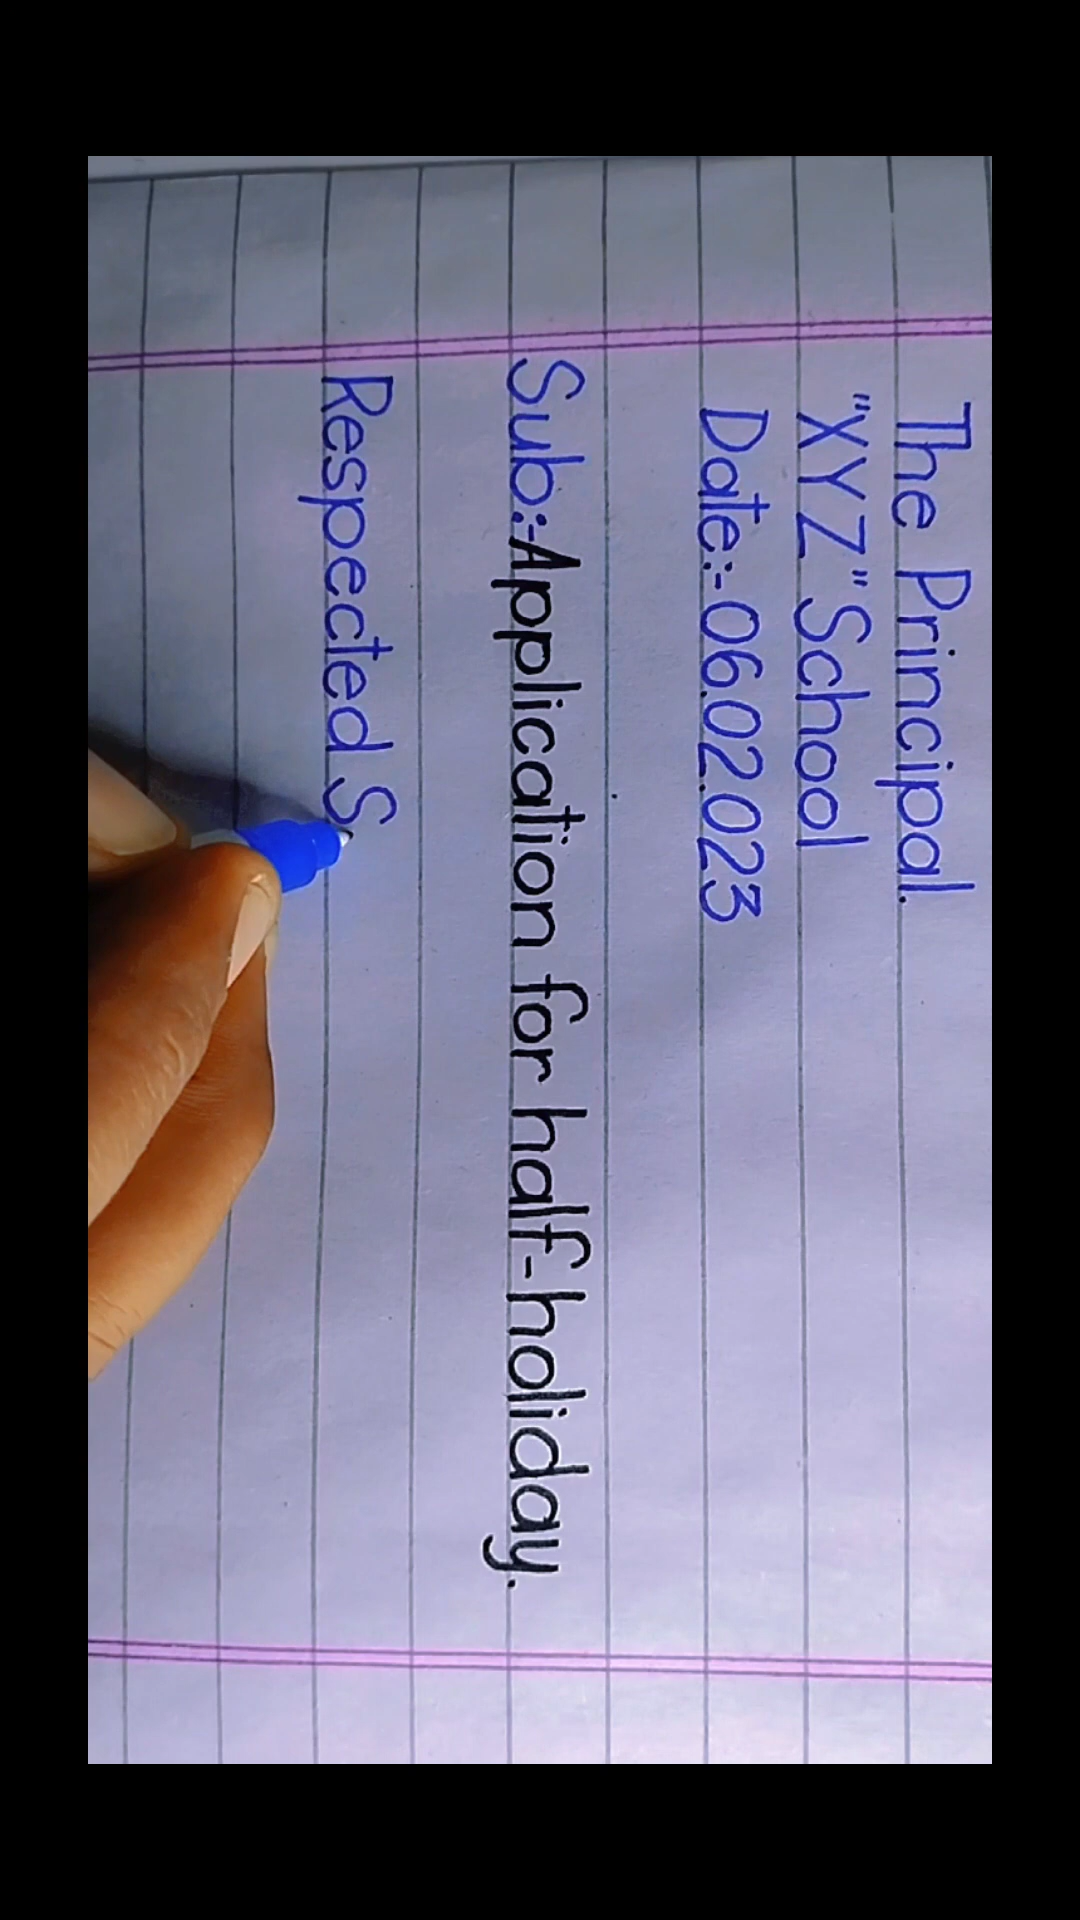 The Principal.
"XYZ" School
Date:-06.02.023
Sub:-Application for half-holiday.
Respected S